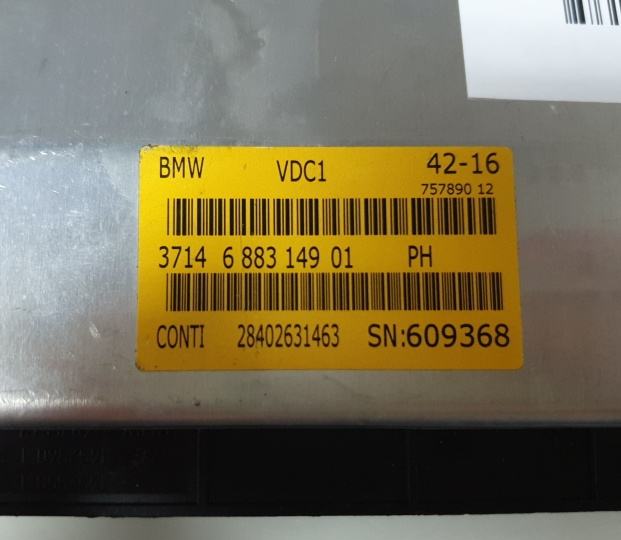 BMW VDC1 42-16
757890 12
3714 6 883 149 01 PH
CONTI 28402631463 SN:609368